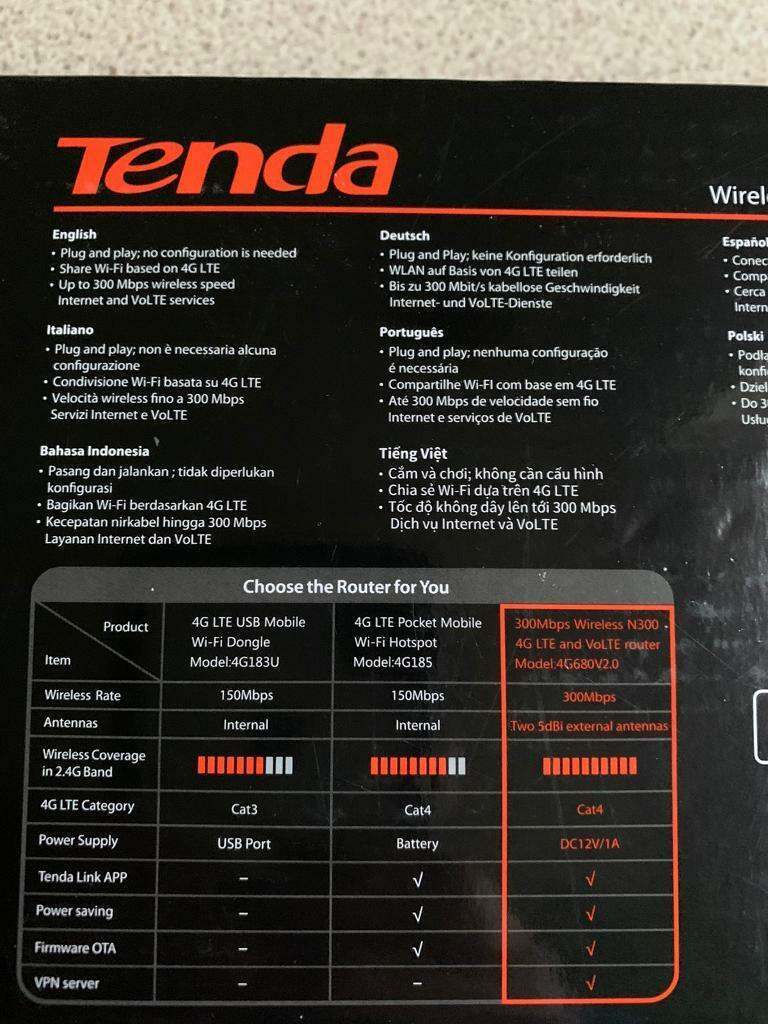 Tenda
Wirel
English
• Plug and play; no configuration is needed
• Share Wi-Fi based on 4G LTE
• Up to 300 Mbps wireless speed
Internet and VoLTE services
Deutsch
• Plug and Play; keine Konfiguration erforderlich
• WLAN auf Basis von 4G LTE teilen
• Bis zu 300 Mbit/s kabellose Geschwindigkeit
Internet- und VoLTE-Dienste
Español
• Conec
• Comp
• Cerca
Intern
Italiano
• Plug and play; non è necessaria alcuna
configurazione
• Condivisione Wi-Fi basata su 4G LTE
• Velocità wireless fino a 300 Mbps
Servizi Internet e VoLTE
Português
• Plug and play; nenhuma configuração
é necessária
• Compartilhe Wi-FI com base em 4G LTE
• Até 300 Mbps de velocidade sem fio
Internet e serviços de VoLTE
Polski
• Podła
konfi
• Dziel
• Do 3
Usłu
Bahasa Indonesia
• Pasang dan jalankan ; tidak diperlukan
konfigurasi
• Bagikan Wi-Fi berdasarkan 4G LTE
• Kecepatan nirkabel hingga 300 Mbps
Layanan Internet dan VoLTE
Tiếng Việt
• Cắm và chơi; không cần cấu hình
• Chia sẻ Wi-Fi dựa trên 4G LTE
• Tốc độ không dây lên tới 300 Mbps
Dịch vụ Internet và VoLTE
Choose the Router for You
Product
Item
4G LTE USB Mobile
Wi-Fi Dongle
Model:4G183U
4G LTE Pocket Mobile
Wi-Fi Hotspot
Model:4G185
300Mbps Wireless N300
4G LTE and VoLTE router
Model:4G680V2.0
Wireless Rate 150Mbps 150Mbps 300Mbps
Antennas Internal Internal Two 5dBi external antennas
Wireless Coverage
in 2.4G Band
4G LTE Category Cat3 Cat4 Cat4
Power Supply USB Port Battery DC12V/1A
Tenda Link APP – √ √
Power saving – √ √
Firmware OTA – √ √
VPN server – – √